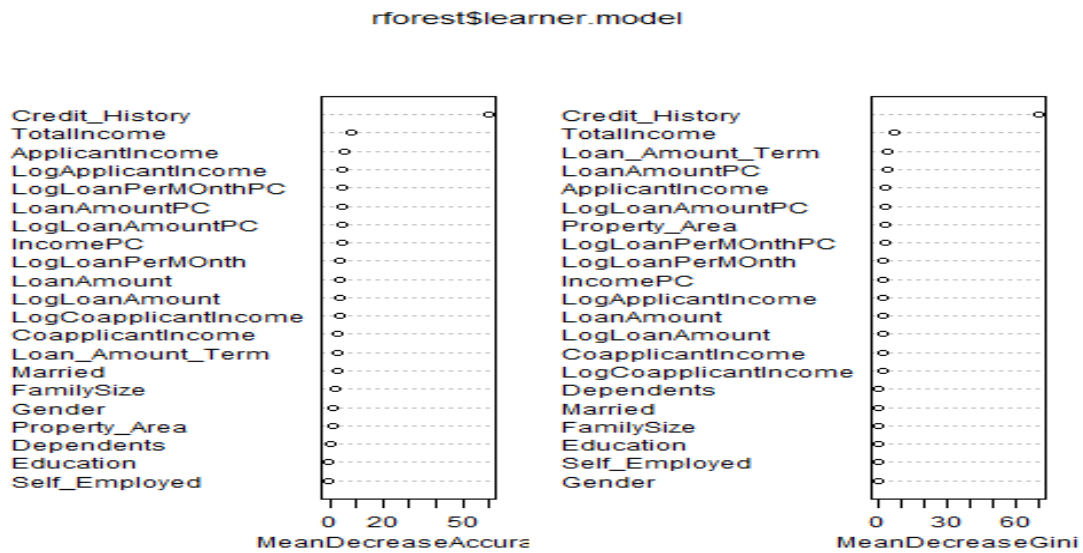 rforest$learner.model
Credit_History
TotalIncome
ApplicantIncome
LogApplicantIncome
LogLoanPerMOnthPC
LoanAmountPC
LogLoanAmountPC
IncomePC
LogLoanPerMOnth
LoanAmount
LogLoanAmount
LogCoapplicantIncome
CoapplicantIncome
Loan_Amount_Term
Married
FamilySize
Gender
Property_Area
Dependents
Education
Self_Employed
0 20 50
MeanDecreaseAccura
Credit_History
TotalIncome
Loan_Amount_Term
LoanAmountPC
ApplicantIncome
LogLoanAmountPC
Property_Area
LogLoanPerMOnthPC
LogLoanPerMOnth
IncomePC
LogApplicantIncome
LoanAmount
LogLoanAmount
CoapplicantIncome
LogCoapplicantIncome
Dependents
Married
FamilySize
Education
Self_Employed
Gender
0 30 60
MeanDecreaseGini